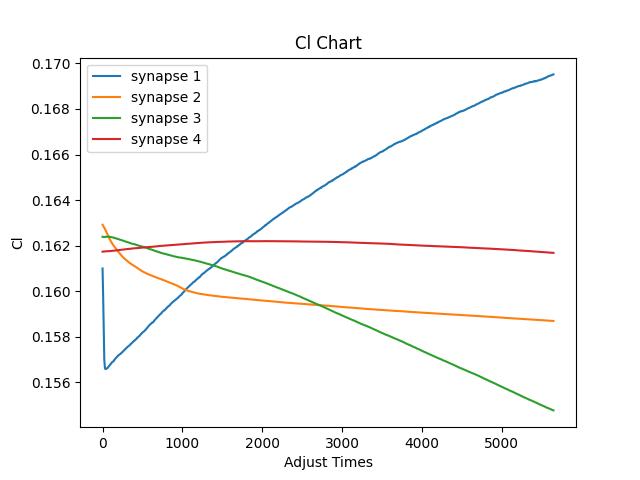 Cl Chart
0.170
0.168
0.166
0.164
0.162
0.160
0.158
0.156
Cl
synapse 1
synapse 2
synapse 3
synapse 4
0 1000 2000 3000 4000 5000
Adjust Times